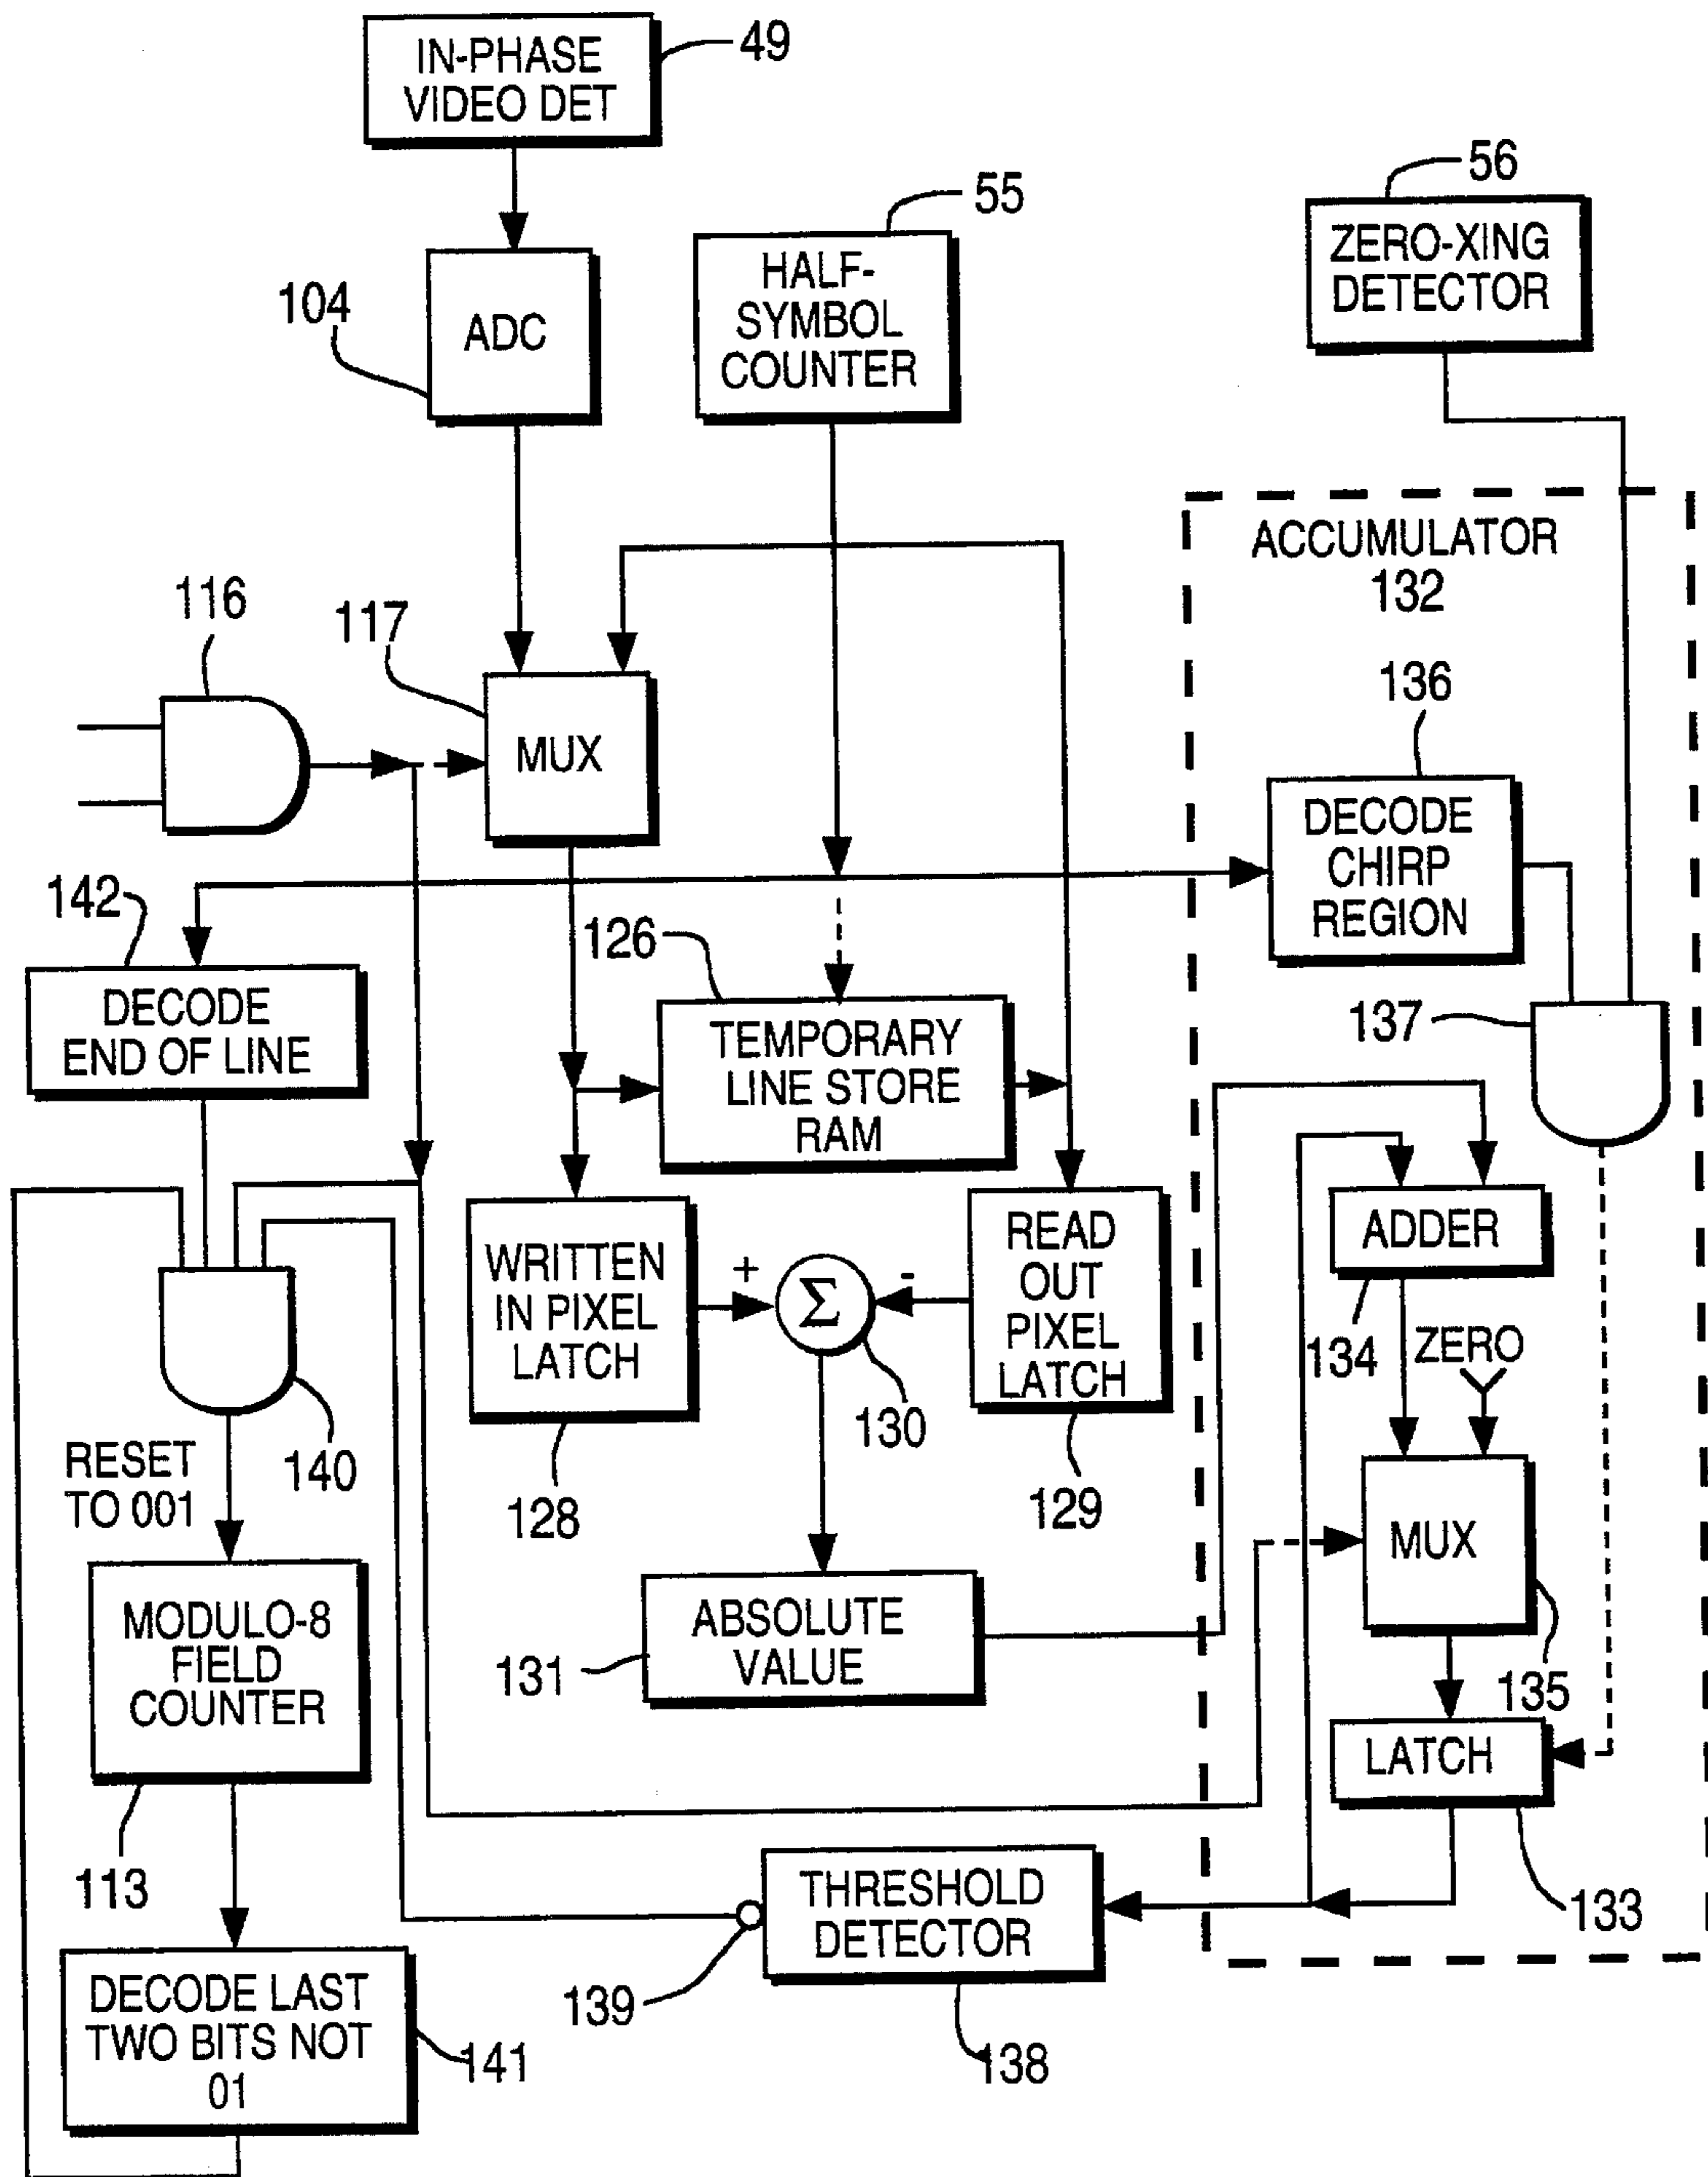 IN-PHASE
VIDEO DET
49
56
55
ZERO-XING
DETECTOR
HALF-
SYMBOL
COUNTER
104
ADC
ACCUMULATOR
132
116
117
136
MUX
DECODE
CHIRP
REGION
142
126
137
DECODE
END OF LINE
TEMPORARY
LINE STORE
RAM
ADDER
WRITTEN
IN PIXEL
LATCH
+
Σ
-
READ
OUT
PIXEL
LATCH
134
ZERO
130
140
RESET
TO 001
128
129
MUX
MODULO-8
FIELD
COUNTER
ABSOLUTE
VALUE
131
135
LATCH
113
THRESHOLD
DETECTOR
133
139
138
DECODE LAST
TWO BITS NOT
01
141